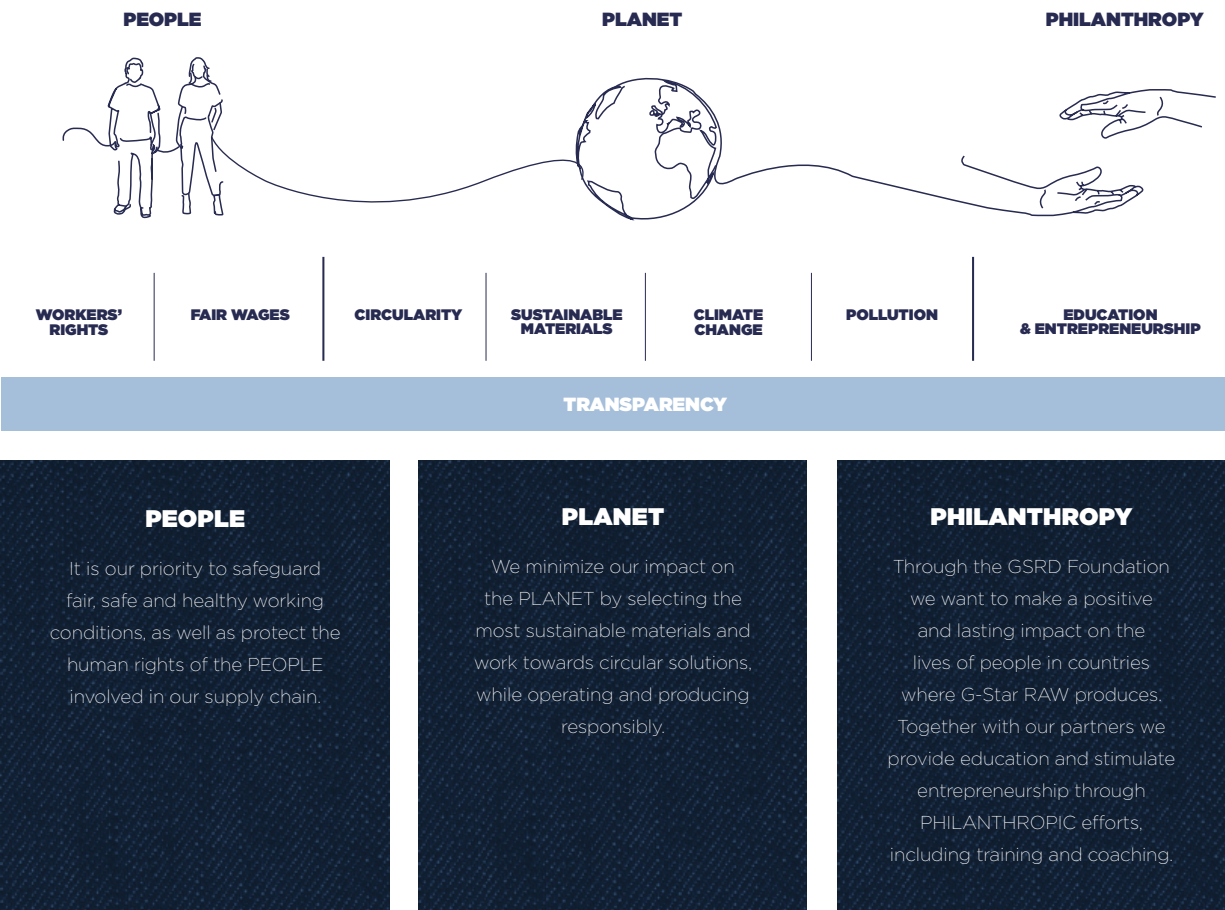 PEOPLE
PLANET
PHILANTHROPY
WORKERS'
RIGHTS
FAIR WAGES
CIRCULARITY
SUSTAINABLE
MATERIALS
CLIMATE
CHANGE
POLLUTION
EDUCATION
& ENTREPRENEURSHIP
TRANSPARENCY
PEOPLE
It is our priority to safeguard
fair, safe and healthy working
conditions, as well as protect the
human rights of the PEOPLE
involved in our supply chain.
PLANET
We minimize our impact on
the PLANET by selecting the
most sustainable materials and
work towards circular solutions,
while operating and producing
responsibly.
PHILANTHROPY
Through the GSRD Foundation
we want to make a positive
and lasting impact on the
lives of people in countries
where G-Star RAW produces.
Together with our partners we
provide education and stimulate
entrepreneurship through
PHILANTHROPIC efforts,
including training and coaching.